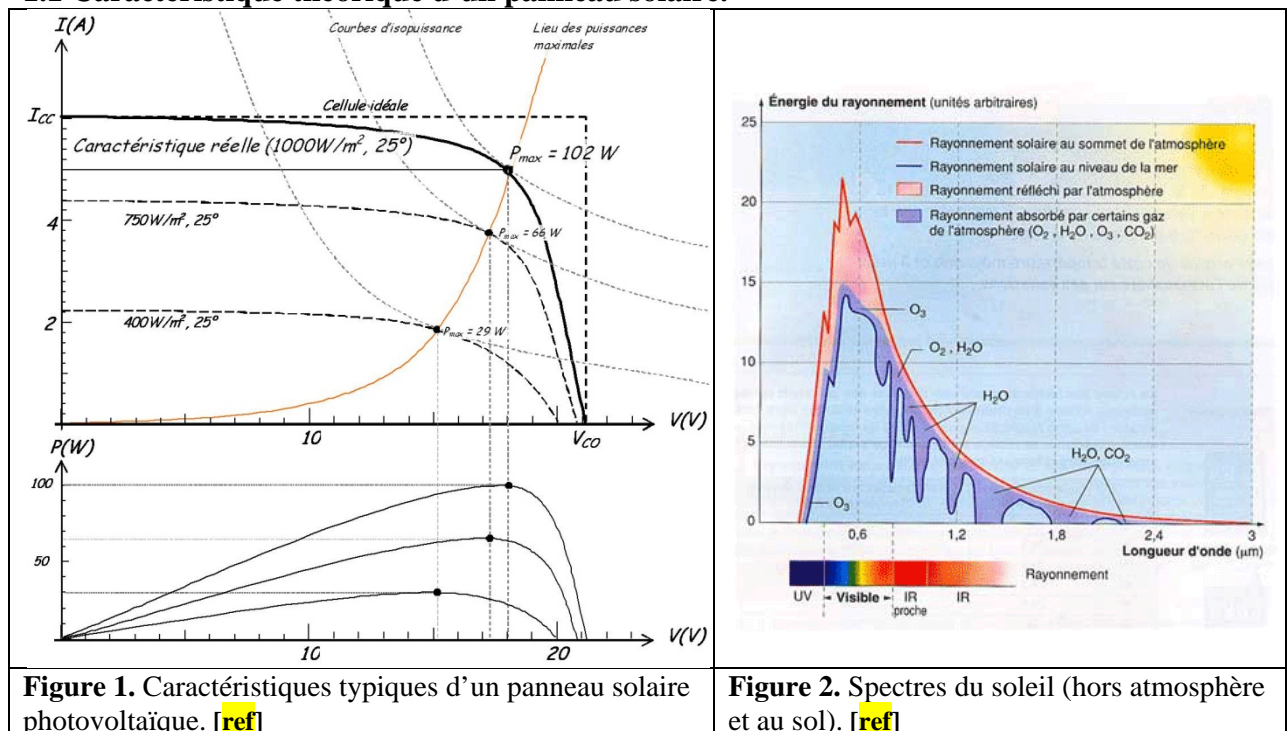 1.1 Caractéristique théorique d'un panneau solaire.
I(A)
Courbes d'isopuissance
Lieu des puissances
maximales
Icc
Cellule idéale
Caractéristique réelle (1000W/m², 25°)
Pmax = 102 W
4
750W/m², 25°
Pmax = 66 W
2
400W/m², 25°
Pmax = 29 W
10
VCO
V(V)
P(W)
100
50
10
20
V(V)
Figure 1. Caractéristiques typiques d'un panneau solaire
photovoltaïque. [ref]
Énergie du rayonnement (unités arbitraires)
25
20
15
10
5
0
Rayonnement solaire au sommet de l'atmosphère
Rayonnement solaire au niveau de la mer
Rayonnement réfléchi par l'atmosphère
Rayonnement absorbé par certains gaz
de l'atmosphère (O₂ , H₂O , O₃ , CO₂)
O₃
O₂ , H₂O
H₂O
H₂O, CO₂
O₃
0,6
1,2
1,8
2,4
3
Longueur d'onde (µm)
Rayonnement
UV
Visible
IR
proche
IR
Figure 2. Spectres du soleil (hors atmosphère
et au sol). [ref]